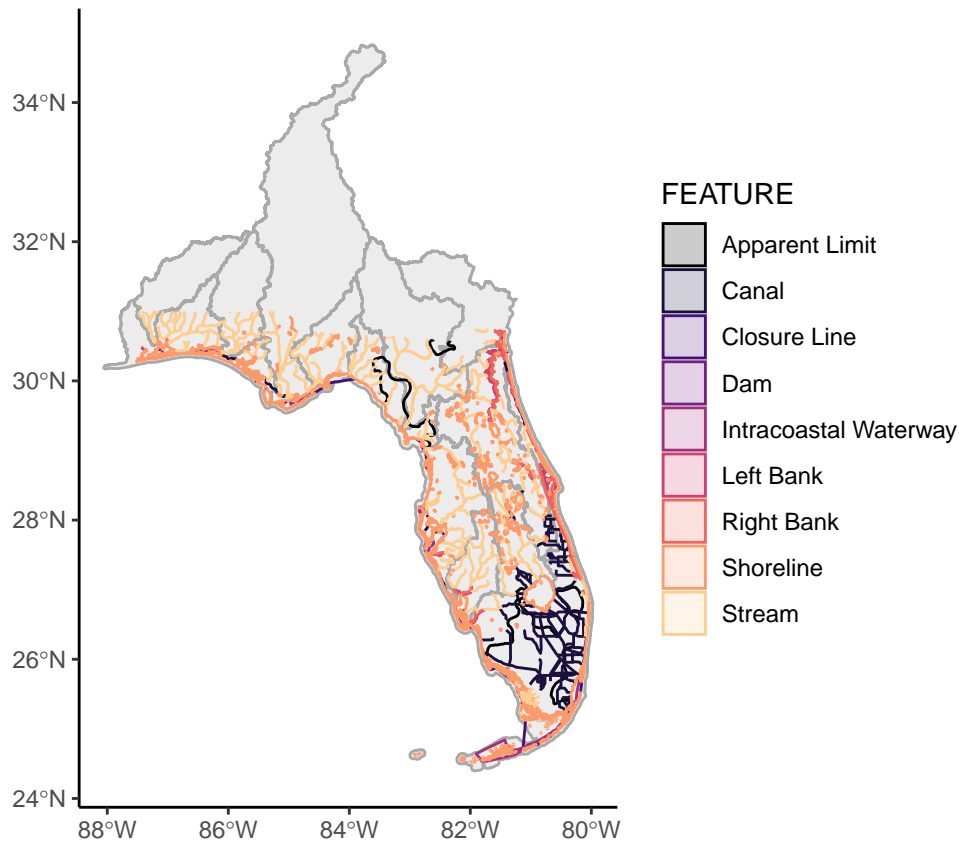 34°N
32°N
30°N
28°N
26°N
24°N
88°W 86°W 84°W 82°W 80°W
FEATURE
Apparent Limit
Canal
Closure Line
Dam
Intracoastal Waterway
Left Bank
Right Bank
Shoreline
Stream